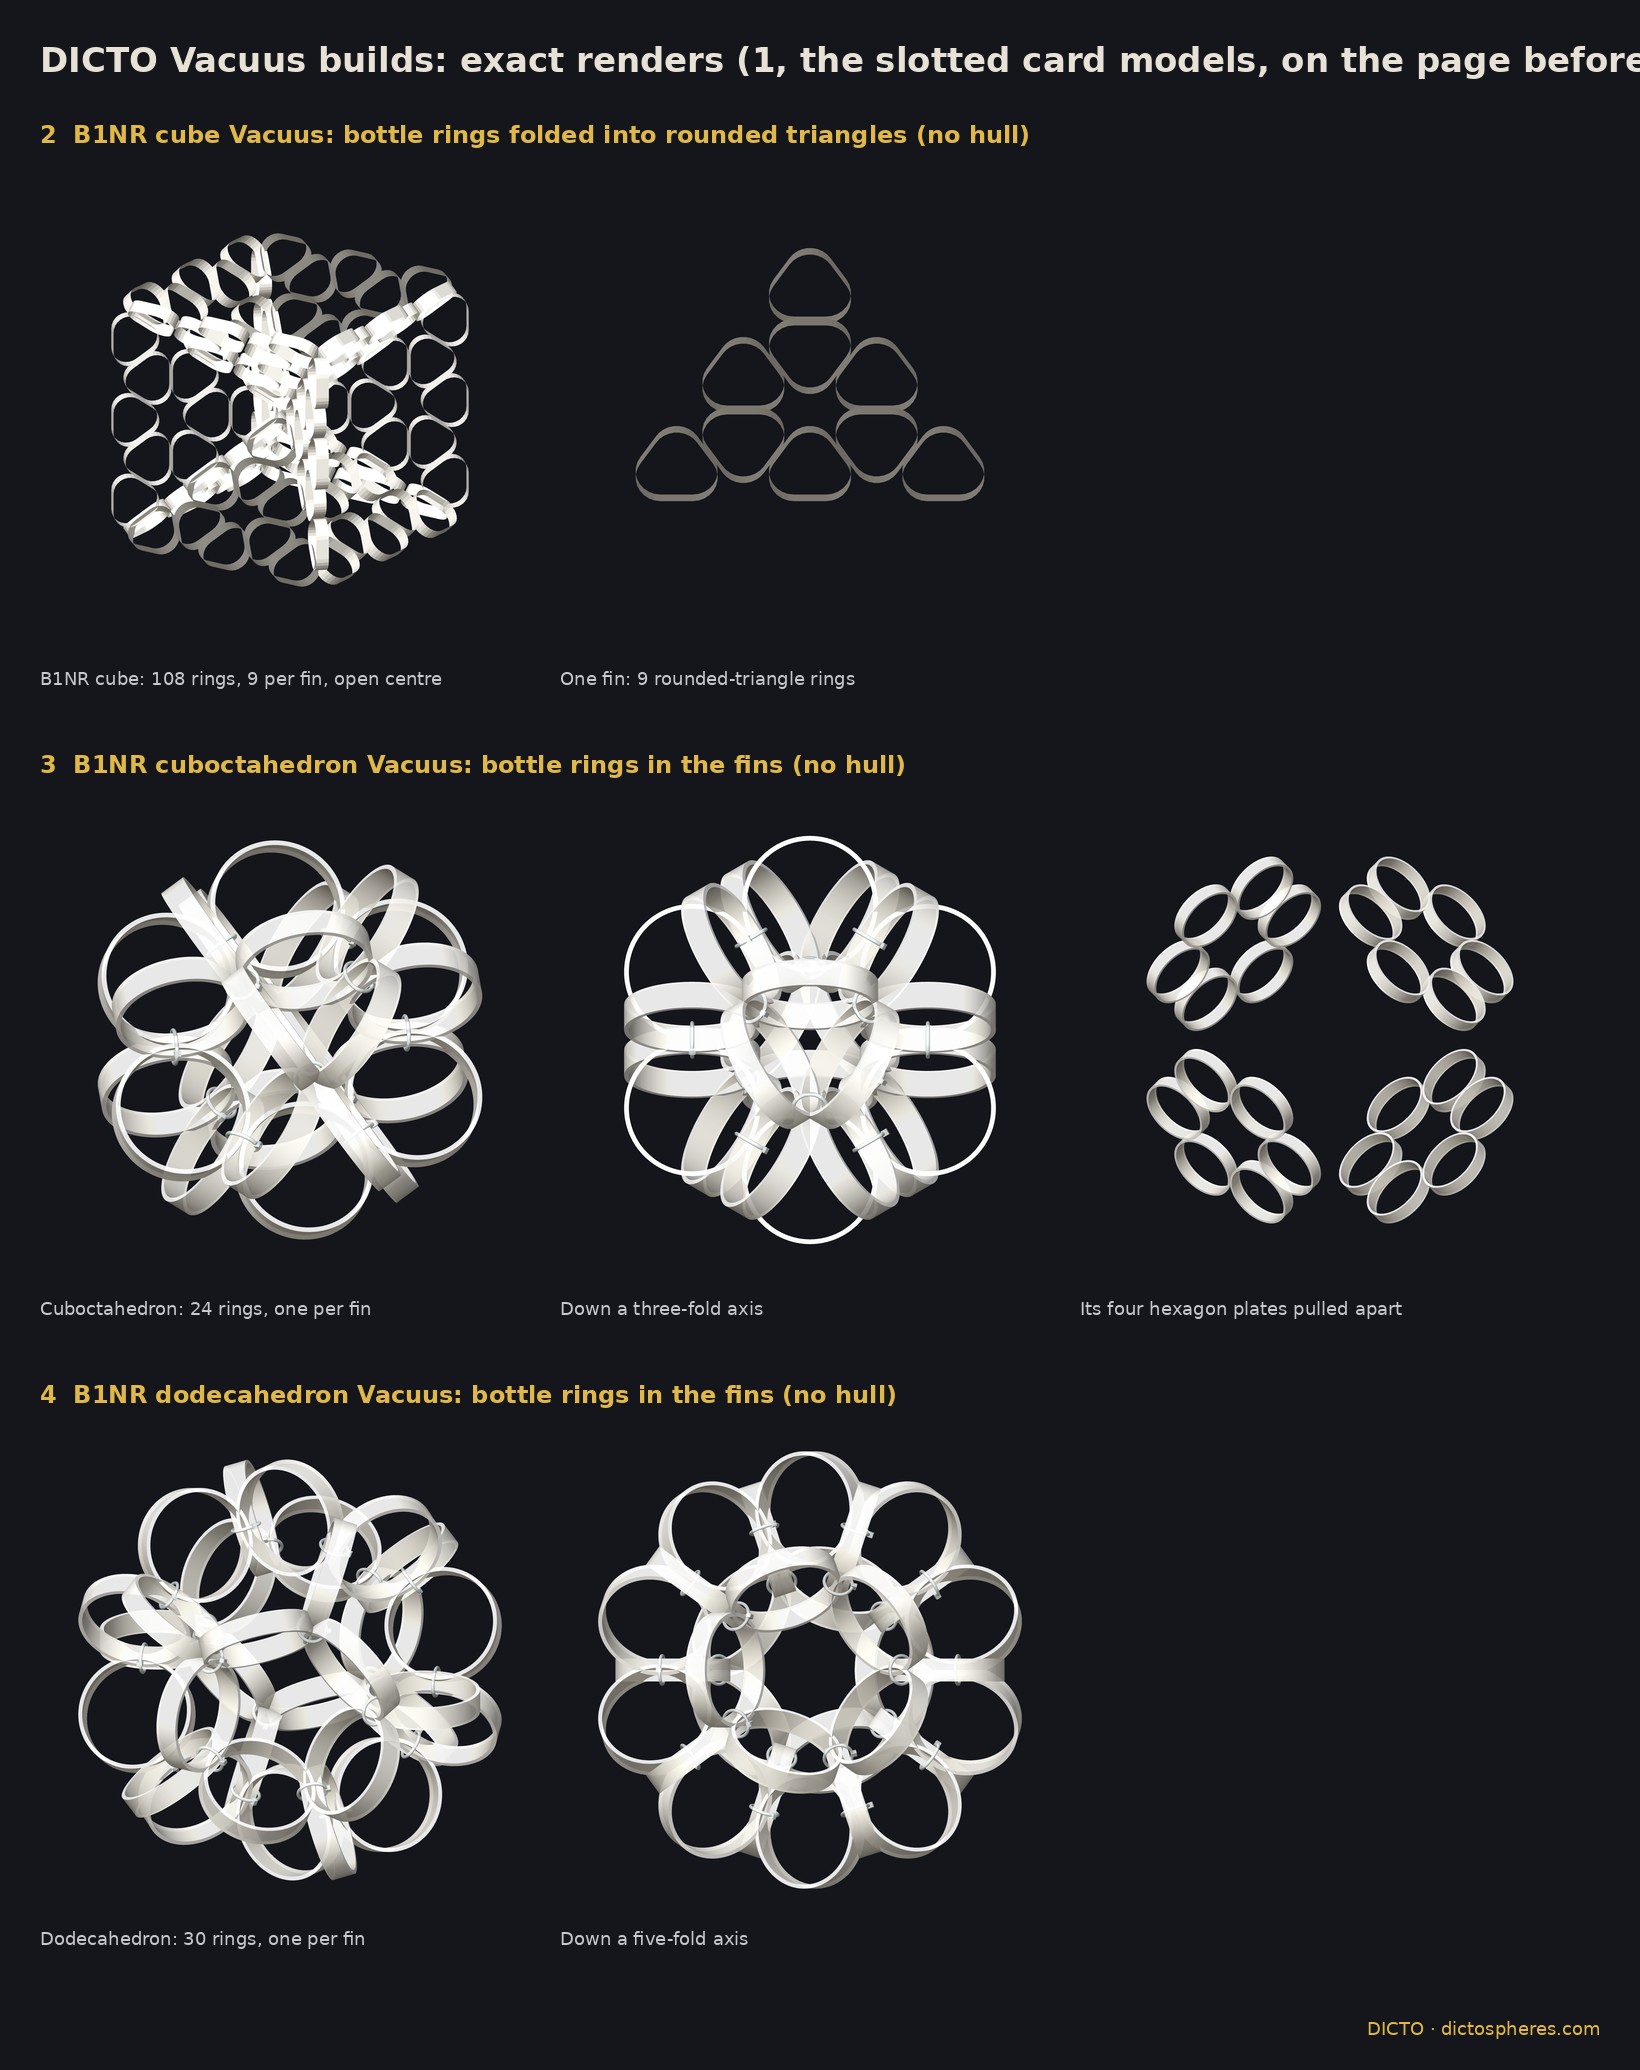 DICTO Vacuus builds: exact renders (1, the slotted card models, on the page before
2 B1NR cube Vacuus: bottle rings folded into rounded triangles (no hull)
B1NR cube: 108 rings, 9 per fin, open centre
One fin: 9 rounded-triangle rings
3 B1NR cuboctahedron Vacuus: bottle rings in the fins (no hull)
Cuboctahedron: 24 rings, one per fin
Down a three-fold axis
Its four hexagon plates pulled apart
4 B1NR dodecahedron Vacuus: bottle rings in the fins (no hull)
Dodecahedron: 30 rings, one per fin
Down a five-fold axis
DICTO · dictospheres.com